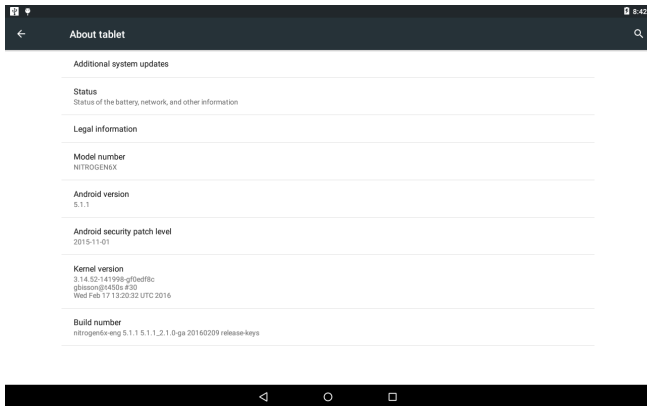 8:42
About tablet
Additional system updates
Status
Status of the battery, network, and other information
Legal information
Model number
NITROGEN6X
Android version
5.1.1
Android security patch level
2015-11-01
Kernel version
3.14.52-141998-gf0edf8c
gbisson@t450s #30
Wed Feb 17 13:20:32 UTC 2016
Build number
nitrogen6x-eng 5.1.1 5.1.1_2.1.0-ga 20160209 release-keys